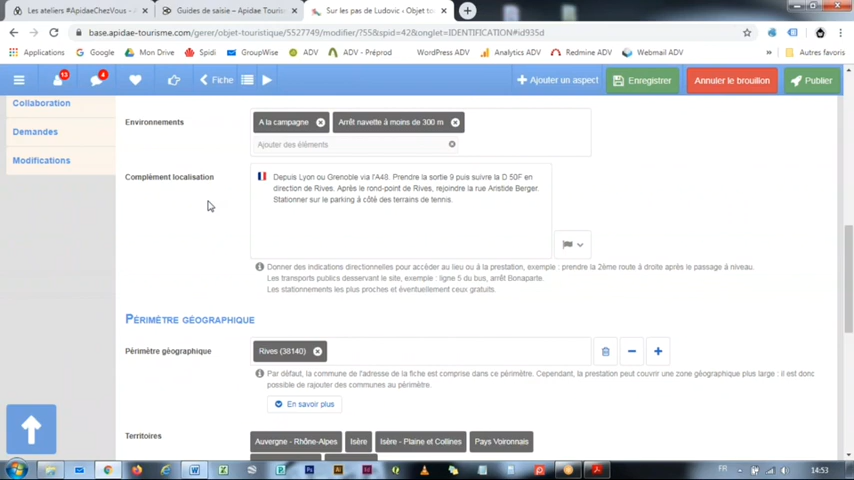 Les ateliers #ApidaeChezVous - A
Guides de saisie – Apidae Tourism
Sur les pas de Ludovic • Objet to
base.apidae-tourisme.com/gerer/objet-touristique/5527749/modifier/?55&spid=42&onglet=IDENTIFICATION#id935d
Applications
Google
Mon Drive
Spidi
GroupWise
ADV
ADV - Préprod
WordPress ADV
Analytics ADV
Redmine ADV
Webmail ADV
Autres favoris
13
4
Fiche
Ajouter un aspect
Enregistrer
Annuler le brouillon
Publier
Collaboration
Demandes
Modifications
Environnements
A la campagne
Arrêt navette à moins de 300 m
Ajouter des éléments
Complément localisation
Depuis Lyon ou Grenoble via l'A48. Prendre la sortie 9 puis suivre la D 50F en
direction de Rives. Après le rond-point de Rives, rejoindre la rue Aristide Berger.
Stationner sur le parking à côté des terrains de tennis.
Donner des indications directionnelles pour accéder au lieu ou à la prestation, exemple : prendre la 2ème route à droite après le passage à niveau.
Les transports publics desservant le site, exemple : ligne 5 du bus, arrêt Bonaparte.
Les stationnements les plus proches et éventuellement ceux gratuits.
PÉRIMÈTRE GÉOGRAPHIQUE
Périmètre géographique
Rives (38140)
Par défaut, la commune de l'adresse de la fiche est comprise dans ce périmètre. Cependant, la prestation peut couvrir une zone géographique plus large : il est donc
possible de rajouter des communes au périmètre.
En savoir plus
Territoires
Auvergne - Rhône-Alpes
Isère
Isère - Plaine et Collines
Pays Voironnais
FR
14:53